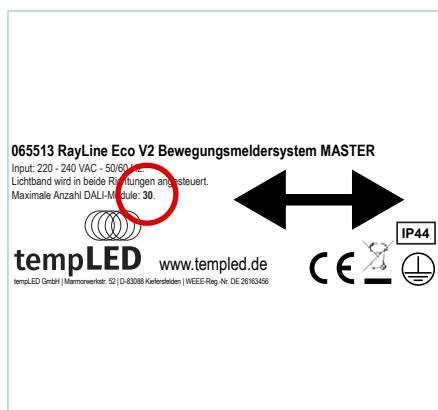 065513 RayLine Eco V2 Bewegungsmeldersystem MASTER
Input: 220 - 240 VAC - 50/60 Hz.
Lichtband wird in beide Richtungen angesteuert.
Maximale Anzahl DALI-Module: 30.
IP44
tempLED www.templed.de
CE
tempLED GmbH | Marmorwerkstr. 52 | D-83088 Kiefersfelden | WEEE-Reg.-Nr. DE 26163456